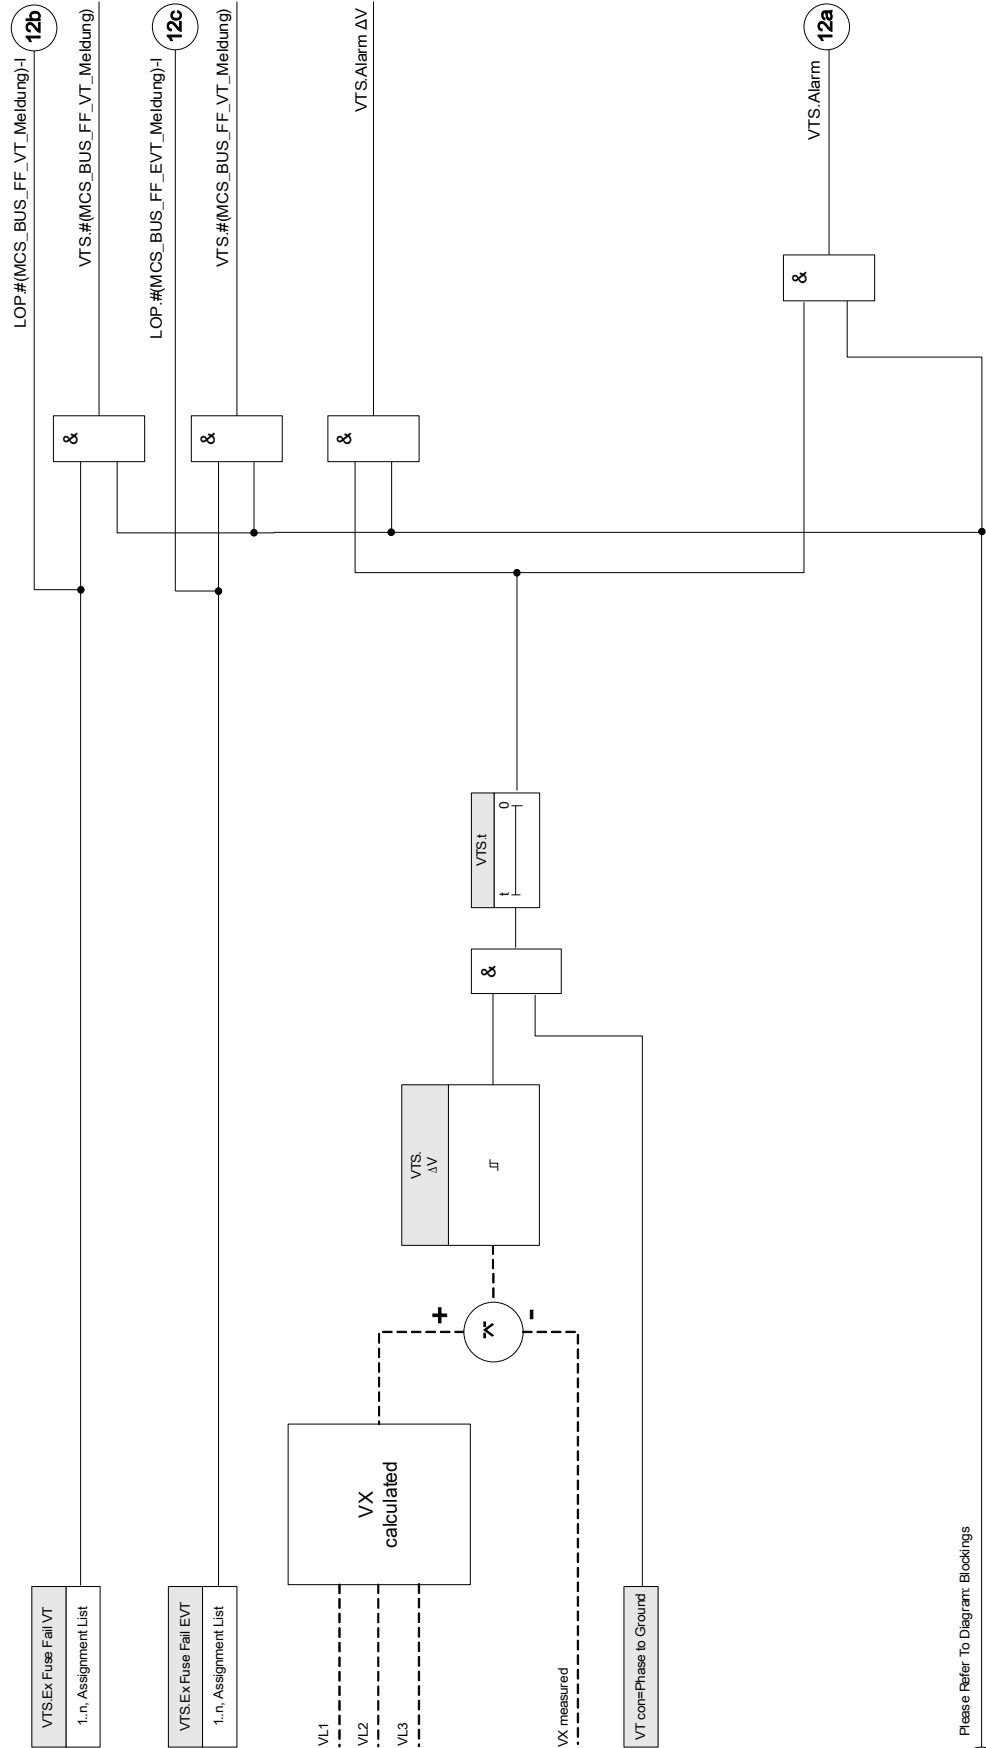 VTS.Ex Fuse Fail VT
1..n, Assignment List
LOP.#(MCS_BUS_FF_VT_Meldung)-I
12b
&
VTS.#(MCS_BUS_FF_VT_Meldung)
VTS.Ex Fuse Fail EVT
1..n, Assignment List
LOP.#(MCS_BUS_FF_EVT_Meldung)-I
12c
&
VTS.#(MCS_BUS_FF_VT_Meldung)
VL1
VL2
VL3
VX
calculated
&
VTS.Alarm ΔV
VX measured
+
-
VTS.
ΔV
&
VTS.t
t
0
VT con=Phase to Ground
&
VTS.Alarm
12a
Please Refer To Diagram: Blockings